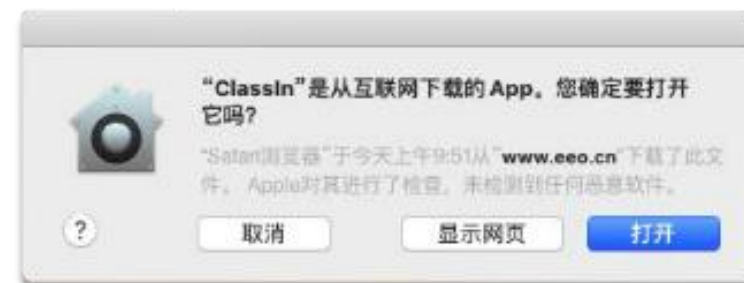 “ClassIn”是从互联网下载的 App。您确定要打开
它吗？
“Safari浏览器”于今天上午9:51从“www.eeo.cn”下载了此文
件。 Apple对其进行了检查，未检测到任何恶意软件。
?
取消
显示网页
打开